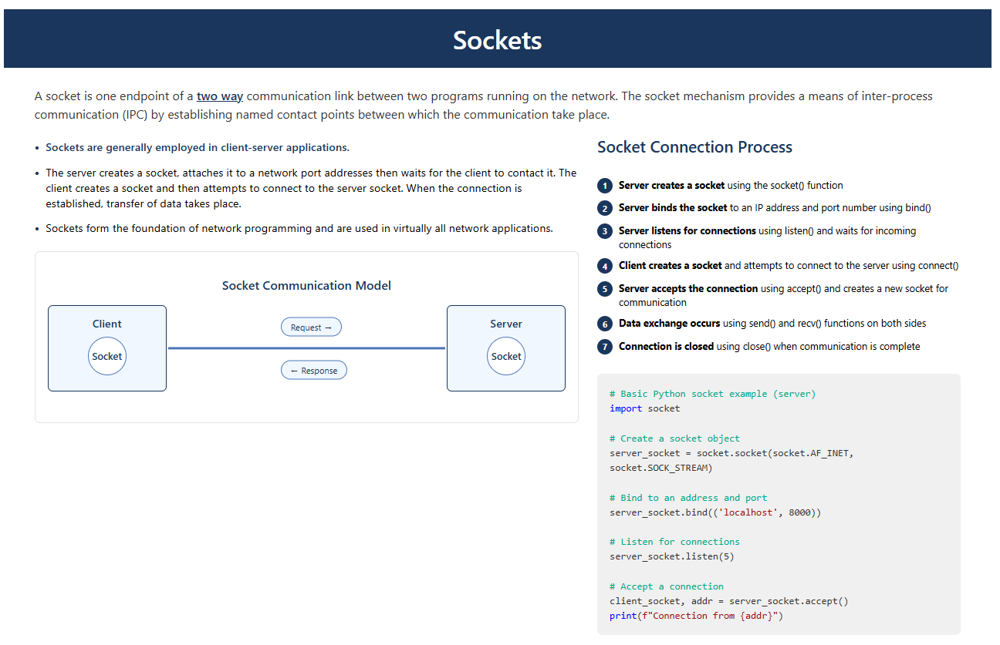 Sockets
A socket is one endpoint of a two way communication link between two programs running on the network. The socket mechanism provides a means of inter-process
communication (IPC) by establishing named contact points between which the communication take place.
• Sockets are generally employed in client-server applications.
• The server creates a socket, attaches it to a network port addresses then waits for the client to contact it. The
client creates a socket and then attempts to connect to the server socket. When the connection is
established, transfer of data takes place.
• Sockets form the foundation of network programming and are used in virtually all network applications.
Socket Communication Model
Client
Socket
Request →
← Response
Server
Socket
Socket Connection Process
1 Server creates a socket using the socket() function
2 Server binds the socket to an IP address and port number using bind()
3 Server listens for connections using listen() and waits for incoming
connections
4 Client creates a socket and attempts to connect to the server using connect()
5 Server accepts the connection using accept() and creates a new socket for
communication
6 Data exchange occurs using send() and recv() functions on both sides
7 Connection is closed using close() when communication is complete
# Basic Python socket example (server)
import socket
# Create a socket object
server_socket = socket.socket(socket.AF_INET,
socket.SOCK_STREAM)
# Bind to an address and port
server_socket.bind(('localhost', 8000))
# Listen for connections
server_socket.listen(5)
# Accept a connection
client_socket, addr = server_socket.accept()
print(f"Connection from {addr}")